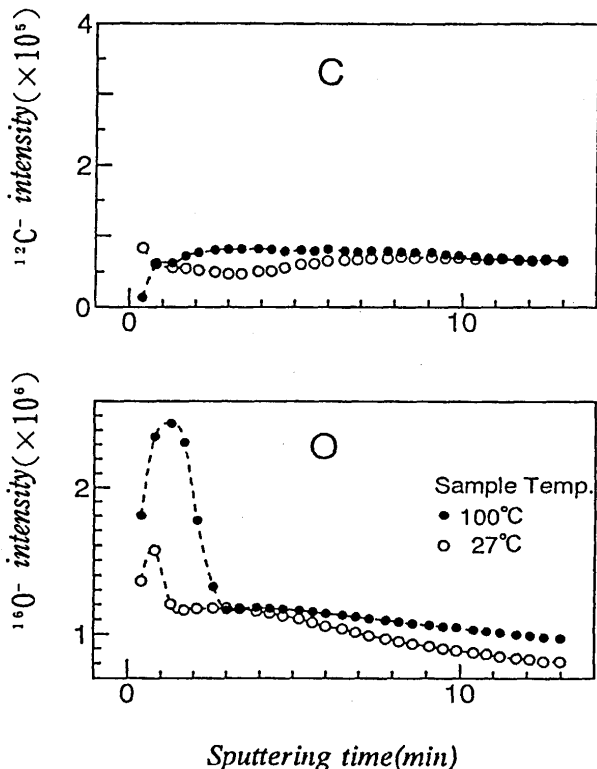 ¹²C⁻ intensity(×10⁵)
4
2
0
C
0
10
¹⁶O⁻ intensity(×10⁶)
2
1
O
Sample Temp.
● 100°C
○ 27°C
0
10
Sputtering time(min)